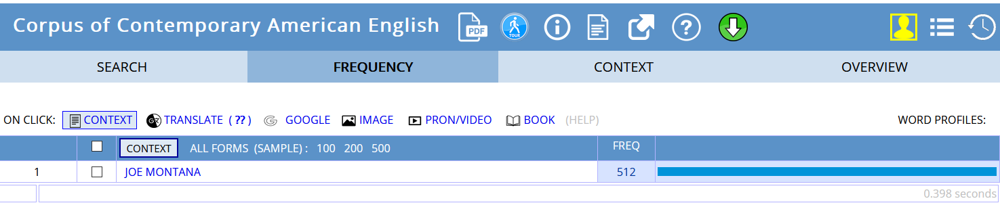 Corpus of Contemporary American English PDF TOUR
SEARCH FREQUENCY CONTEXT OVERVIEW
ON CLICK: CONTEXT TRANSLATE ( ?? ) GOOGLE IMAGE PRON/VIDEO BOOK (HELP) WORD PROFILES:
CONTEXT ALL FORMS (SAMPLE) : 100 200 500 FREQ
1 JOE MONTANA 512
0.398 seconds